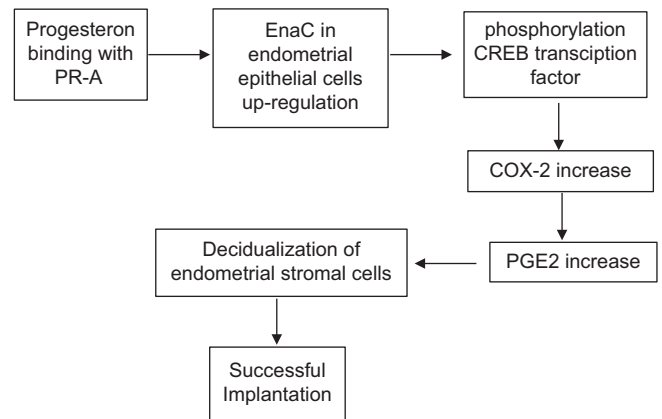 Progesteron
binding with
PR-A
EnaC in
endometrial
epithelial cells
up-regulation
phosphorylation
CREB transciption
factor
COX-2 increase
PGE2 increase
Decidualization of
endometrial stromal cells
Successful
Implantation